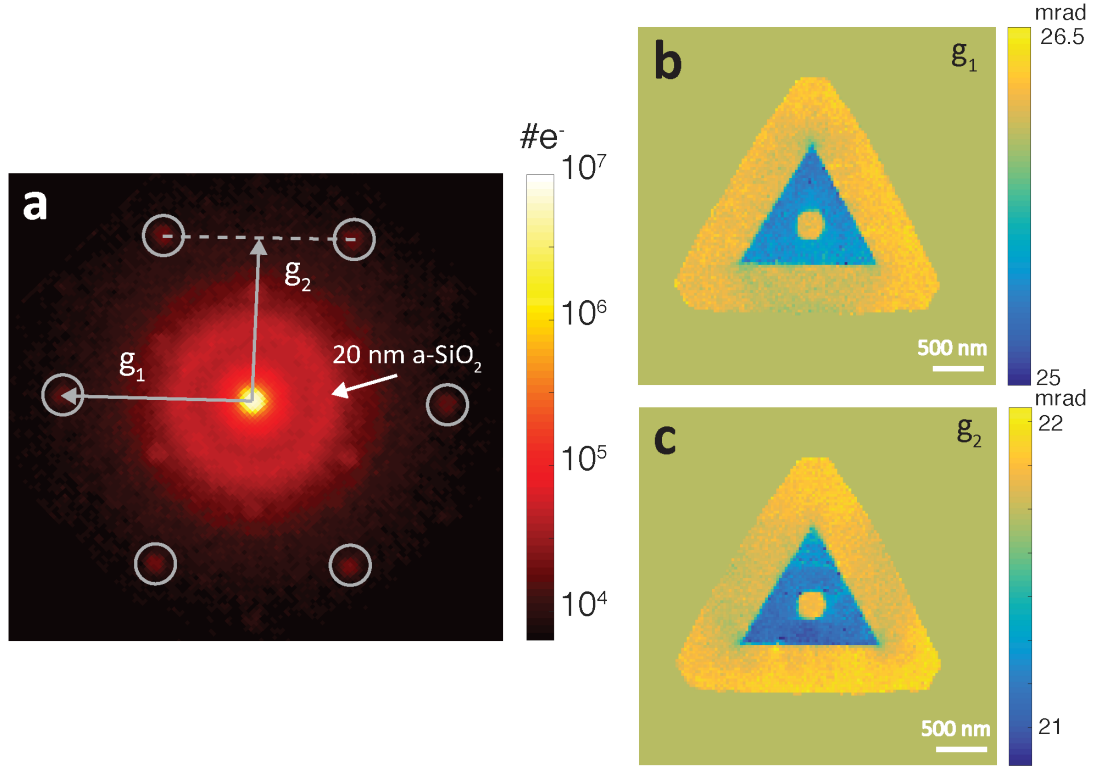 a
g₁
g₂
20 nm a-SiO₂
#e⁻
10⁷
10⁶
10⁵
10⁴
b
g₁
500 nm
mrad
26.5
25
mrad
c
g₂
500 nm
22
21